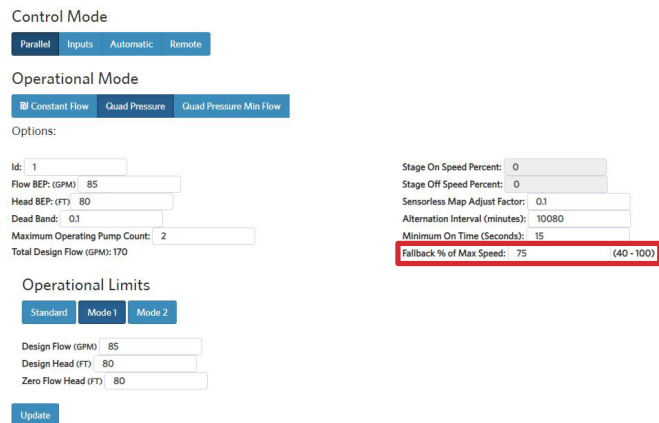 Control Mode
Parallel Inputs Automatic Remote
Operational Mode
Constant Flow Quad Pressure Quad Pressure Min Flow
Options:
Id: 1
Flow BEP: (GPM) 85
Head BEP: (FT) 80
Dead Band: 0.1
Maximum Operating Pump Count: 2
Total Design Flow (GPM): 170
Stage On Speed Percent: 0
Stage Off Speed Percent: 0
Sensorless Map Adjust Factor: 0.1
Alternation Interval (minutes): 10080
Minimum On Time (Seconds): 15
Fallback % of Max Speed: 75 (40 - 100)
Operational Limits
Standard Mode 1 Mode 2
Design Flow (GPM) 85
Design Head (FT) 80
Zero Flow Head (FT) 80
Update